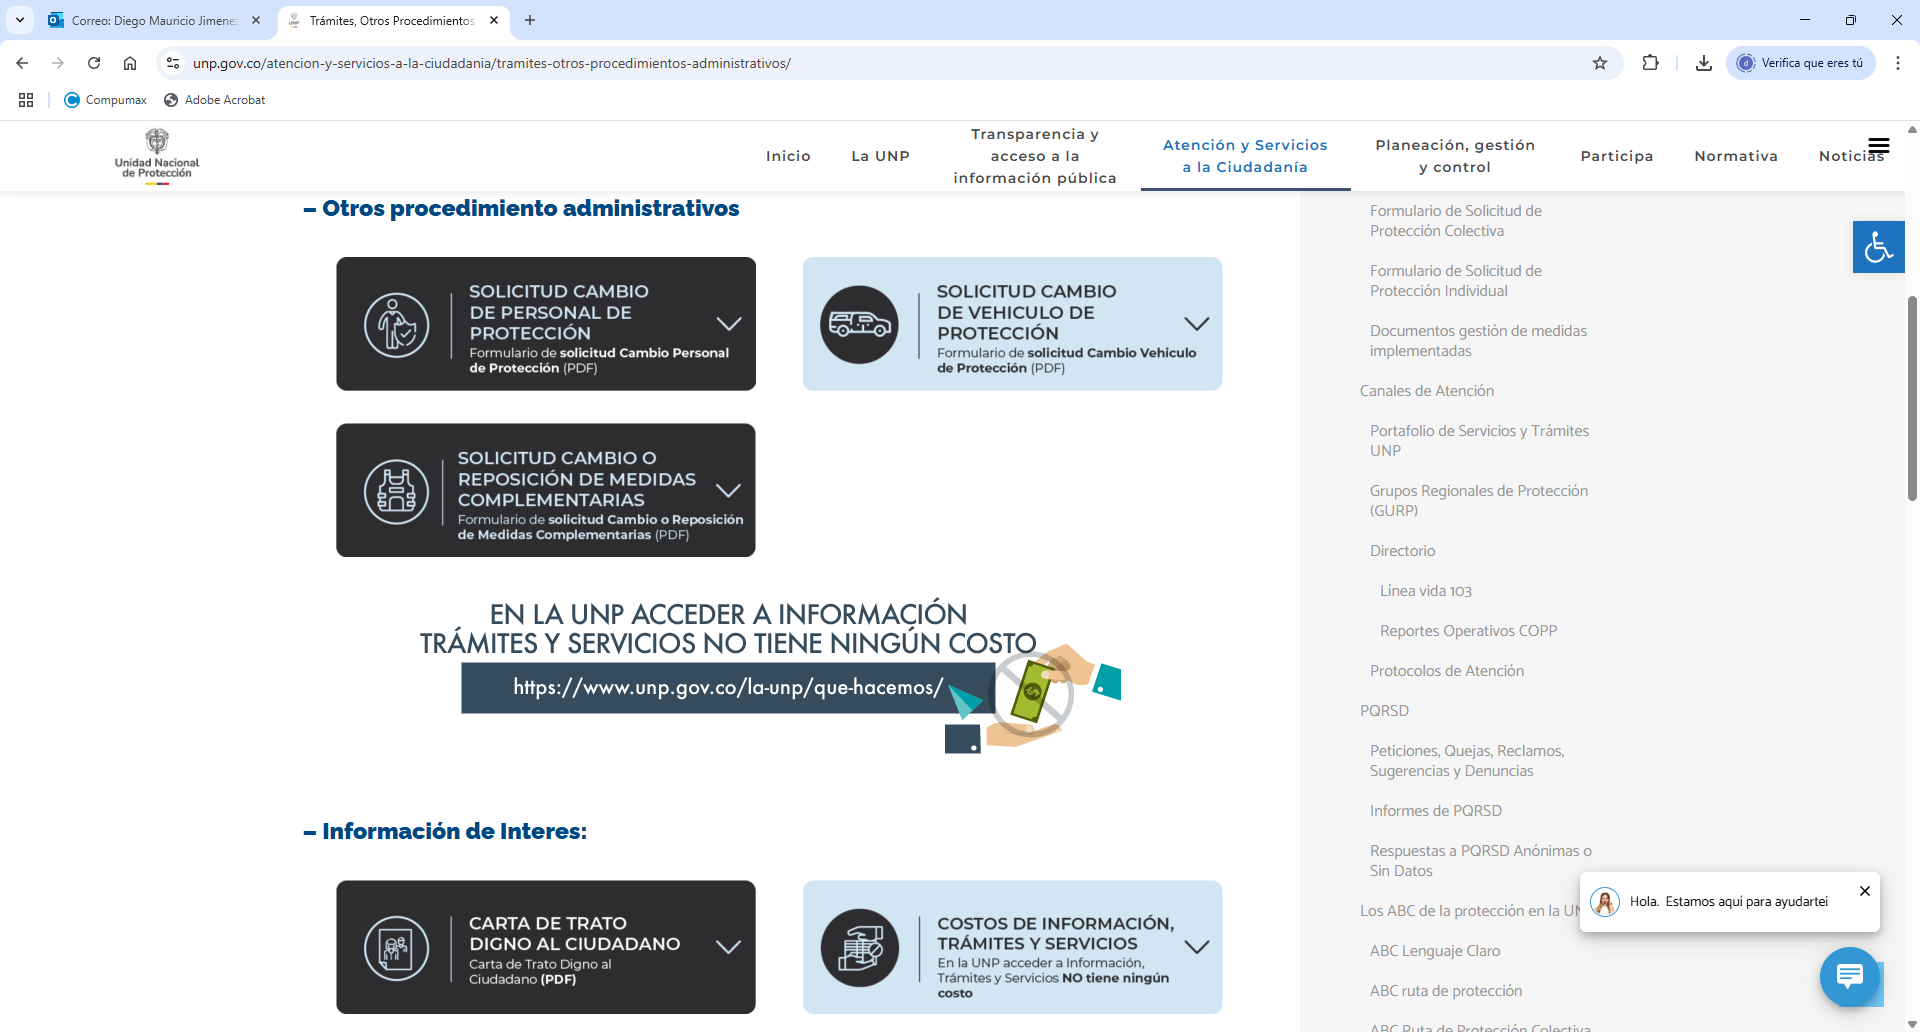 Correo: Diego Mauricio Jimenez
Trámites, Otros Procedimientos
unp.gov.co/atencion-y-servicios-a-la-ciudadania/tramites-otros-procedimientos-administrativos/
d
Verifica que eres tú
Compumax
Adobe Acrobat
Unidad Nacional
de Protección
Inicio
La UNP
Transparencia y
acceso a la
información pública
Atención y Servicios
a la Ciudadanía
Planeación, gestión
y control
Participa
Normativa
Noticias
– Otros procedimiento administrativos
SOLICITUD CAMBIO
DE PERSONAL DE
PROTECCIÓN
Formulario de solicitud Cambio Personal
de Protección (PDF)
SOLICITUD CAMBIO
DE VEHICULO DE
PROTECCIÓN
Formulario de solicitud Cambio Vehiculo
de Protección (PDF)
SOLICITUD CAMBIO O
REPOSICIÓN DE MEDIDAS
COMPLEMENTARIAS
Formulario de solicitud Cambio o Reposición
de Medidas Complementarias (PDF)
EN LA UNP ACCEDER A INFORMACIÓN
TRÁMITES Y SERVICIOS NO TIENE NINGÚN COSTO
https://www.unp.gov.co/la-unp/que-hacemos/
– Información de Interes:
CARTA DE TRATO
DIGNO AL CIUDADANO
Carta de Trato Digno al
Ciudadano (PDF)
COSTOS DE INFORMACIÓN,
TRÁMITES Y SERVICIOS
En la UNP acceder a Información,
Trámites y Servicios NO tiene ningún
costo
Formulario de Solicitud de
Protección Colectiva
Formulario de Solicitud de
Protección Individual
Documentos gestión de medidas
implementadas
Canales de Atención
Portafolio de Servicios y Trámites
UNP
Grupos Regionales de Protección
(GURP)
Directorio
Línea vida 103
Reportes Operativos COPP
Protocolos de Atención
PQRSD
Peticiones, Quejas, Reclamos,
Sugerencias y Denuncias
Informes de PQRSD
Respuestas a PQRSD Anónimas o
Sin Datos
Los ABC de la protección en la UN
ABC Lenguaje Claro
ABC ruta de protección
ABC Ruta de Protección Colectiva
Hola. Estamos aquí para ayudartei